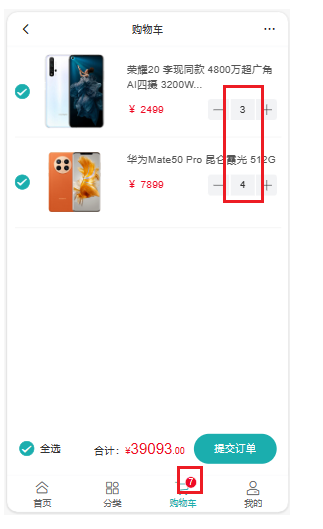 购物车
荣耀20 李现同款 4800万超广角
AI四摄 3200W...
¥ 2499
3
华为Mate50 Pro 昆仑霞光 512G
¥ 7899
4
全选
合计：¥39093.00
提交订单
7
首页
分类
购物车
我的